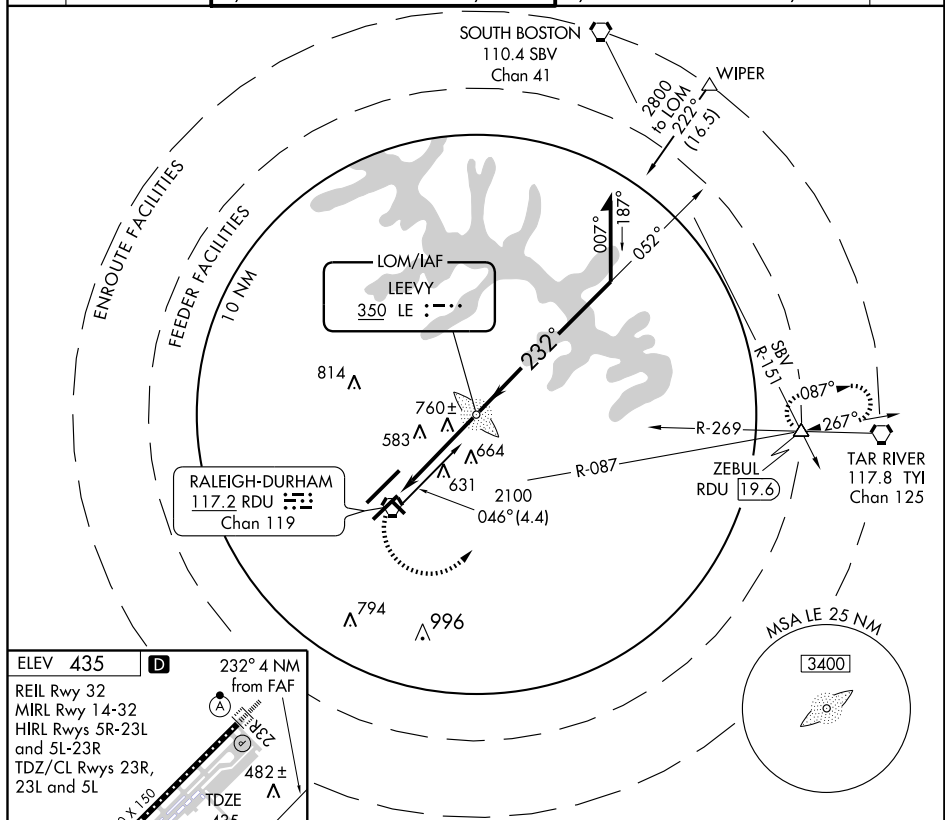 SOUTH BOSTON
110.4 SBV
Chan 41
WIPER
2800
to LOM
222°
(16.5)
ENROUTE FACILITIES
FEEDER FACILITIES
10 NM
007°
187°
052°
LOM/IAF
LEEVY
350 LE
232°
SBV
R-151
814
760±
583
664
631
087°
267°
R-269
R-087
ZEBUL
RDU 19.6
TAR RIVER
117.8 TYI
Chan 125
RALEIGH-DURHAM
117.2 RDU
Chan 119
2100
046° (4.4)
794
996
MSA LE 25 NM
3400
ELEV 435
D
232° 4 NM
from FAF
REIL Rwy 32
MIRL Rwy 14-32
HIRL Rwys 5R-23L
and 5L-23R
TDZ/CL Rwys 23R,
23L and 5L
A
23R
P
482±
TDZE
X 150